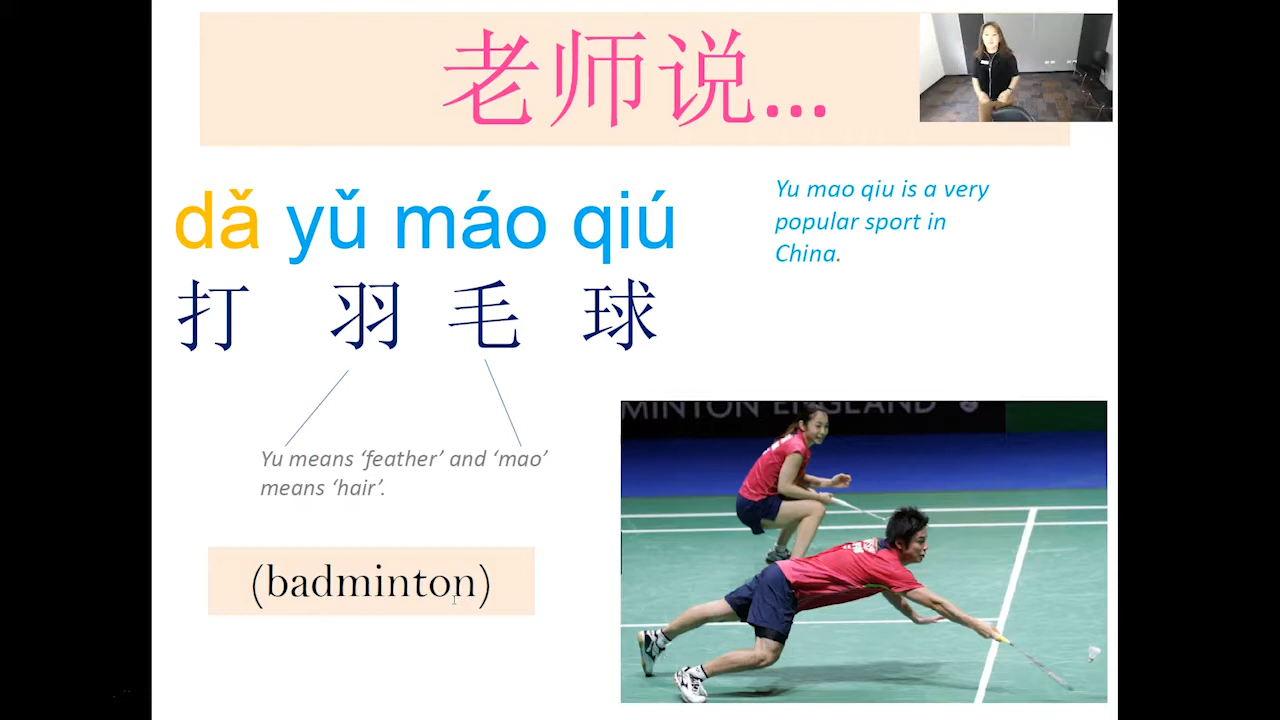 老师说...
dǎ yǔ máo qiú
打 羽 毛 球
Yu mao qiu is a very
popular sport in
China.
Yu means ‘feather’ and ‘mao’
means ‘hair’.
(badminton)
MINTON ENGLAND